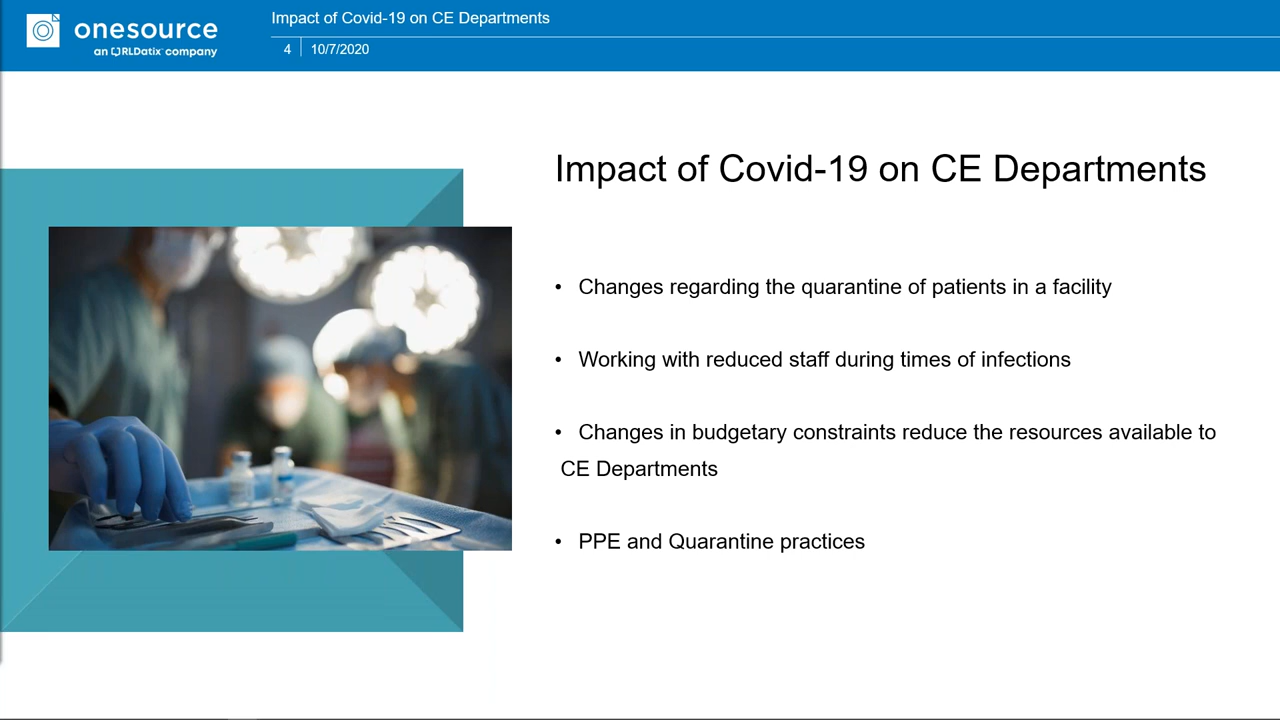 onesource
an RLDatix company
Impact of Covid-19 on CE Departments
4 10/7/2020
Impact of Covid-19 on CE Departments
• Changes regarding the quarantine of patients in a facility
• Working with reduced staff during times of infections
• Changes in budgetary constraints reduce the resources available to
CE Departments
• PPE and Quarantine practices